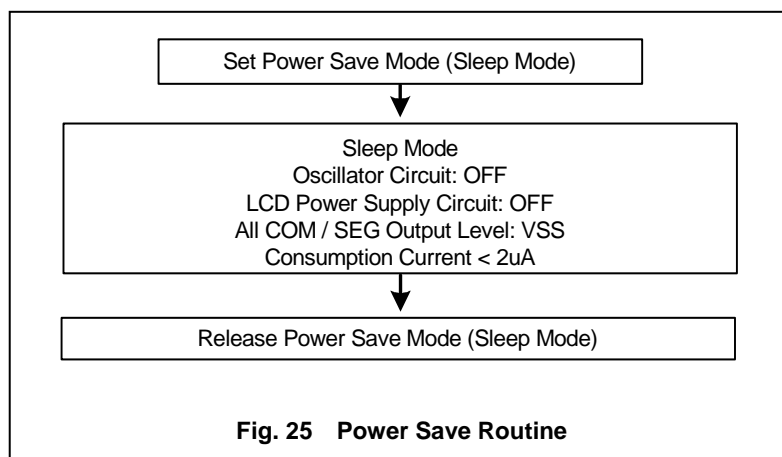 Set Power Save Mode (Sleep Mode)
Sleep Mode
Oscillator Circuit: OFF
LCD Power Supply Circuit: OFF
All COM / SEG Output Level: VSS
Consumption Current < 2uA
Release Power Save Mode (Sleep Mode)
Fig. 25 Power Save Routine